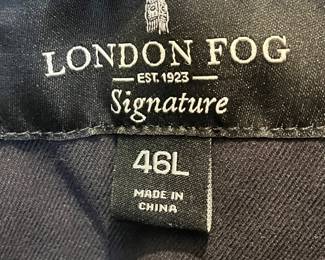 LONDON FOG
EST. 1923
Signature
46L
MADE IN
CHINA